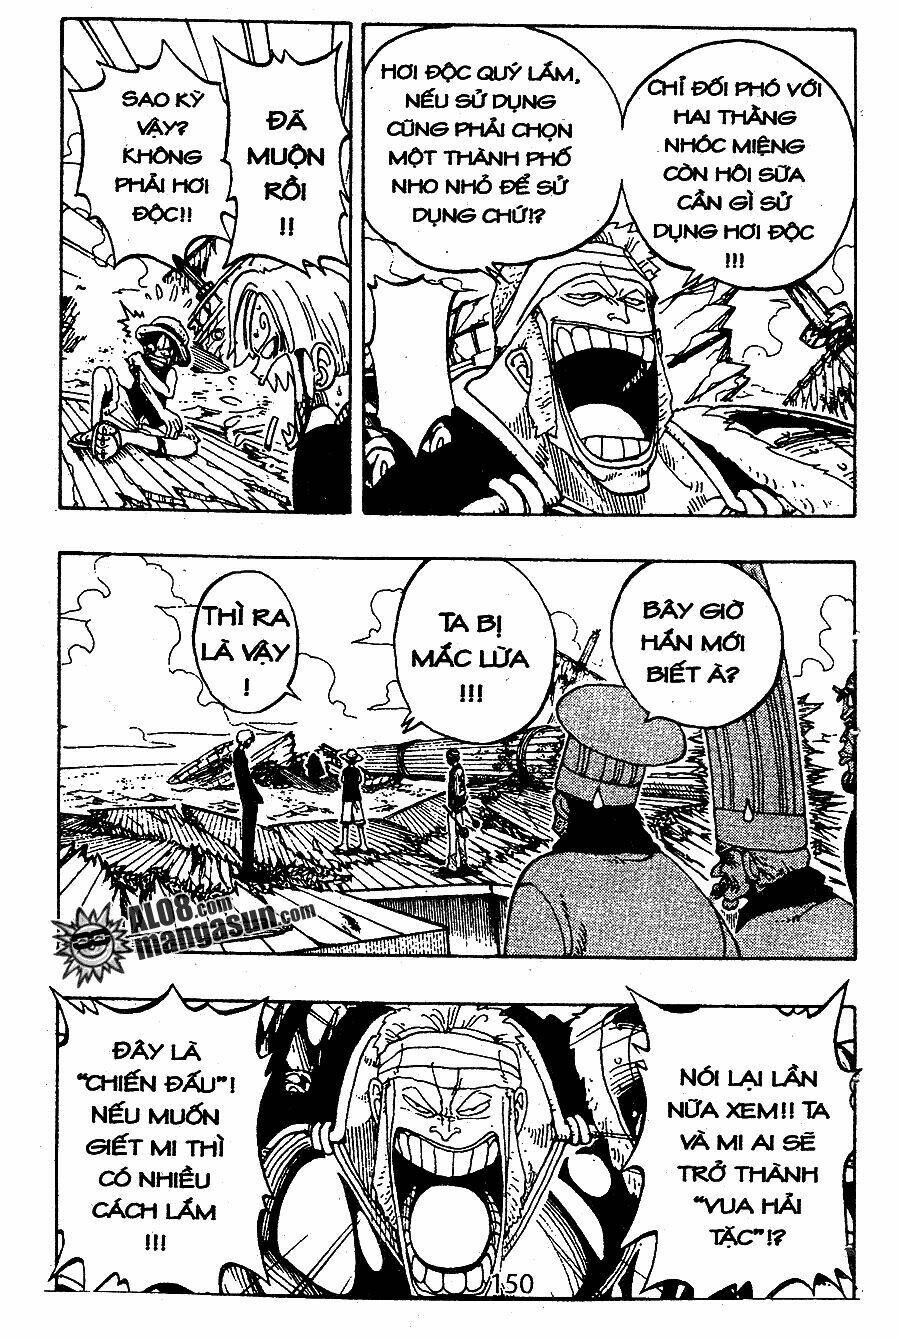 CHỈ ĐỐI PHÓ VỚI
HAI THẰNG
NHÓC MIỆNG
CÒN HÔI SỮA
CẦN GÌ SỬ
DỤNG HƠI ĐỘC
!!!
HƠI ĐỘC QUÝ LẮM,
NẾU SỬ DỤNG
CŨNG PHẢI CHỌN
MỘT THÀNH PHỐ
NHO NHỎ ĐỂ SỬ
DỤNG CHỨ!?
ĐÃ
MUỘN
RỒI
!!
SAO KỲ
VẬY?
KHÔNG
PHẢI HƠI
ĐỘC!!
BÂY GIỜ
HẮN MỚI
BIẾT À?
TA BỊ
MẮC LỪA
!!!
THÌ RA
LÀ VẬY
!
ALO8.com
mangasun.com
NÓI LẠI LẦN
NỮA XEM!! TA
VÀ MI AI SẼ
TRỞ THÀNH
“VUA HẢI
TẶC”!?
ĐÂY LÀ
“CHIẾN ĐẤU”!
NẾU MUỐN
GIẾT MI THÌ
CÓ NHIỀU
CÁCH LẮM
!!!
150